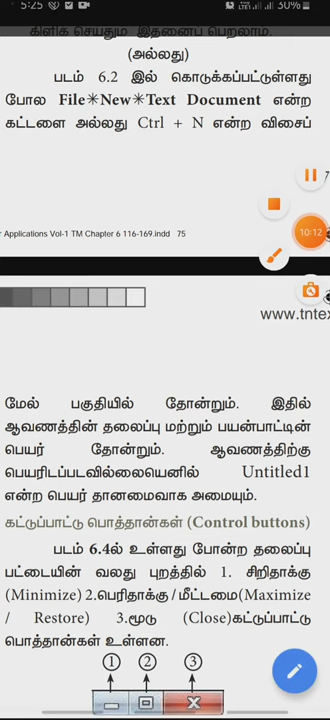 5:25 30%
கிளிக் செய்தும் இதனைப் பெறலாம்.
(அல்லது)
படம் 6.2 இல் கொடுக்கப்பட்டுள்ளது
போல File✳New✳Text Document என்ற
கட்டளை அல்லது Ctrl + N என்ற விசைப்
10:12
r Applications Vol-1 TM Chapter 6 116-169.indd 75
www.tntex
மேல் பகுதியில் தோன்றும். இதில்
ஆவணத்தின் தலைப்பு மற்றும் பயன்பாட்டின்
பெயர் தோன்றும். ஆவணத்திற்கு
பெயரிடப்படவில்லையெனில் Untitled1
என்ற பெயர் தானமைவாக அமையும்.
கட்டுப்பாட்டு பொத்தான்கள் (Control buttons)
படம் 6.4ல் உள்ளது போன்ற தலைப்பு
பட்டையின் வலது புறத்தில் 1. சிறிதாக்கு
(Minimize) 2.பெரிதாக்கு / மீட்டமை(Maximize
/ Restore) 3.மூடு (Close)கட்டுப்பாட்டு
பொத்தான்கள் உள்ளன.
① ② ③